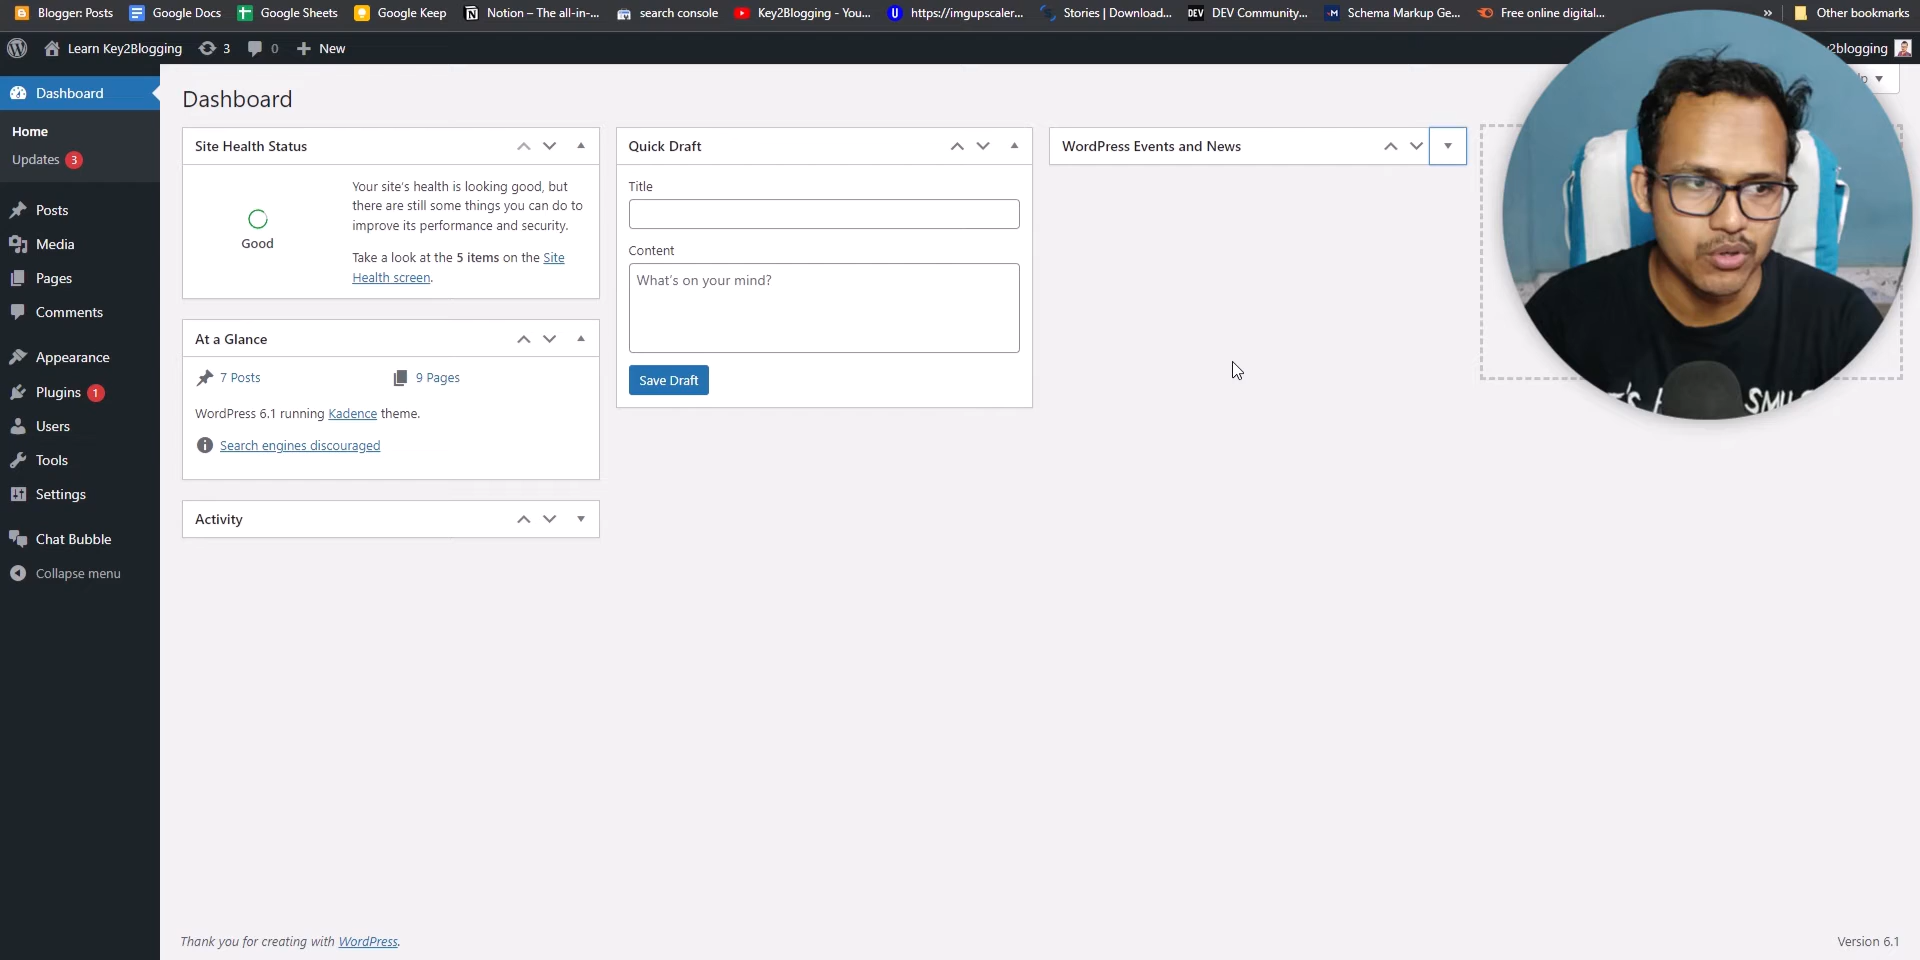 Blogger: Posts
Google Docs
Google Sheets
Google Keep
Notion – The all-in-...
search console
Key2Blogging - You...
https://imgupscaler...
Stories | Download...
DEV
DEV Community...
M
Schema Markup Ge...
Free online digital...
»
Other bookmarks
Learn Key2Blogging
3
0
New
y2blogging
Dashboard
Home
Updates 3
Posts
Media
Pages
Comments
Appearance
Plugins 1
Users
Tools
Settings
Chat Bubble
Collapse menu
Dashboard
Site Health Status
Good
Your site's health is looking good, but
there are still some things you can do to
improve its performance and security.
Take a look at the 5 items on the Site
Health screen.
At a Glance
7 Posts
9 Pages
WordPress 6.1 running Kadence theme.
Search engines discouraged
Activity
Quick Draft
Title
Content
What's on your mind?
Save Draft
WordPress Events and News
Thank you for creating with WordPress.
Version 6.1